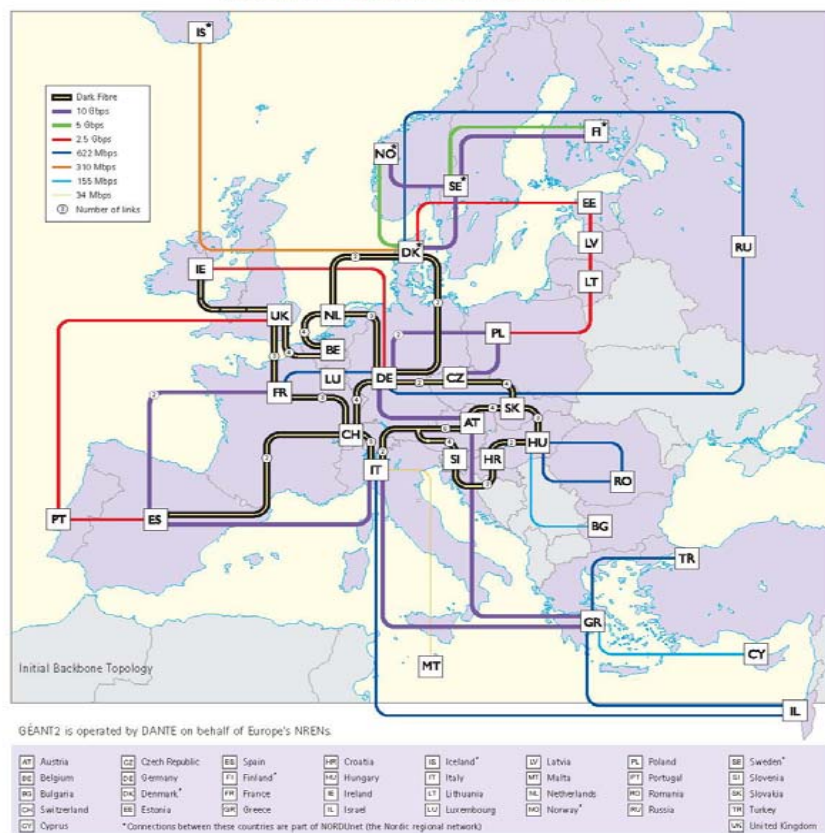 IS*
Dark Fibre
10 Gbps
5 Gbps
2.5 Gbps
622 Mbps
310 Mbps
155 Mbps
34 Mbps
② Number of links
NO*
FI*
SE*
EE
DK*
LV
RU
IE
LT
UK
NL
PL
BE
DE
LU
CZ
FR
SK
AT
CH
HU
SI
HR
IT
RO
PT
ES
BG
TR
GR
CY
MT
Initial Backbone Topology
IL
GÉANT2 is operated by DANTE on behalf of Europe's NRENs.
AT Austria CZ Czech Republic ES Spain HR Croatia IS Iceland* LV Latvia PL Poland SE Sweden*
BE Belgium DE Germany FI Finland* HU Hungary IT Italy MT Malta PT Portugal SI Slovenia
BG Bulgaria DK Denmark* FR France IE Ireland LT Lithuania NL Netherlands RO Romania SK Slovakia
CH Switzerland EE Estonia GR Greece IL Israel LU Luxembourg NO Norway* RU Russia TR Turkey
CY Cyprus *Connections between these countries are part of NORDUnet (the Nordic regional network) UK United Kingdom